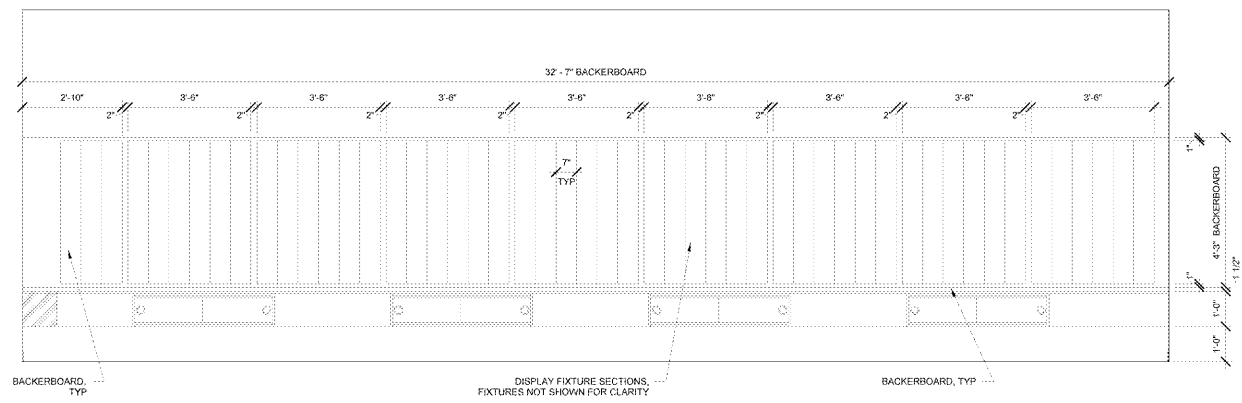 32' - 7" BACKERBOARD
2'-10"
3'-6"
3'-6"
3'-6"
3'-6"
3'-6"
3'-6"
3'-6"
3'-6"
2"
2"
2"
2"
2"
2"
2"
2"
7"
TYP
1"
4'-3" BACKERBOARD
1"
1 1/2"
1'-0"
1'-0"
BACKERBOARD,
TYP
DISPLAY FIXTURE SECTIONS,
FIXTURES NOT SHOWN FOR CLARITY
BACKERBOARD, TYP